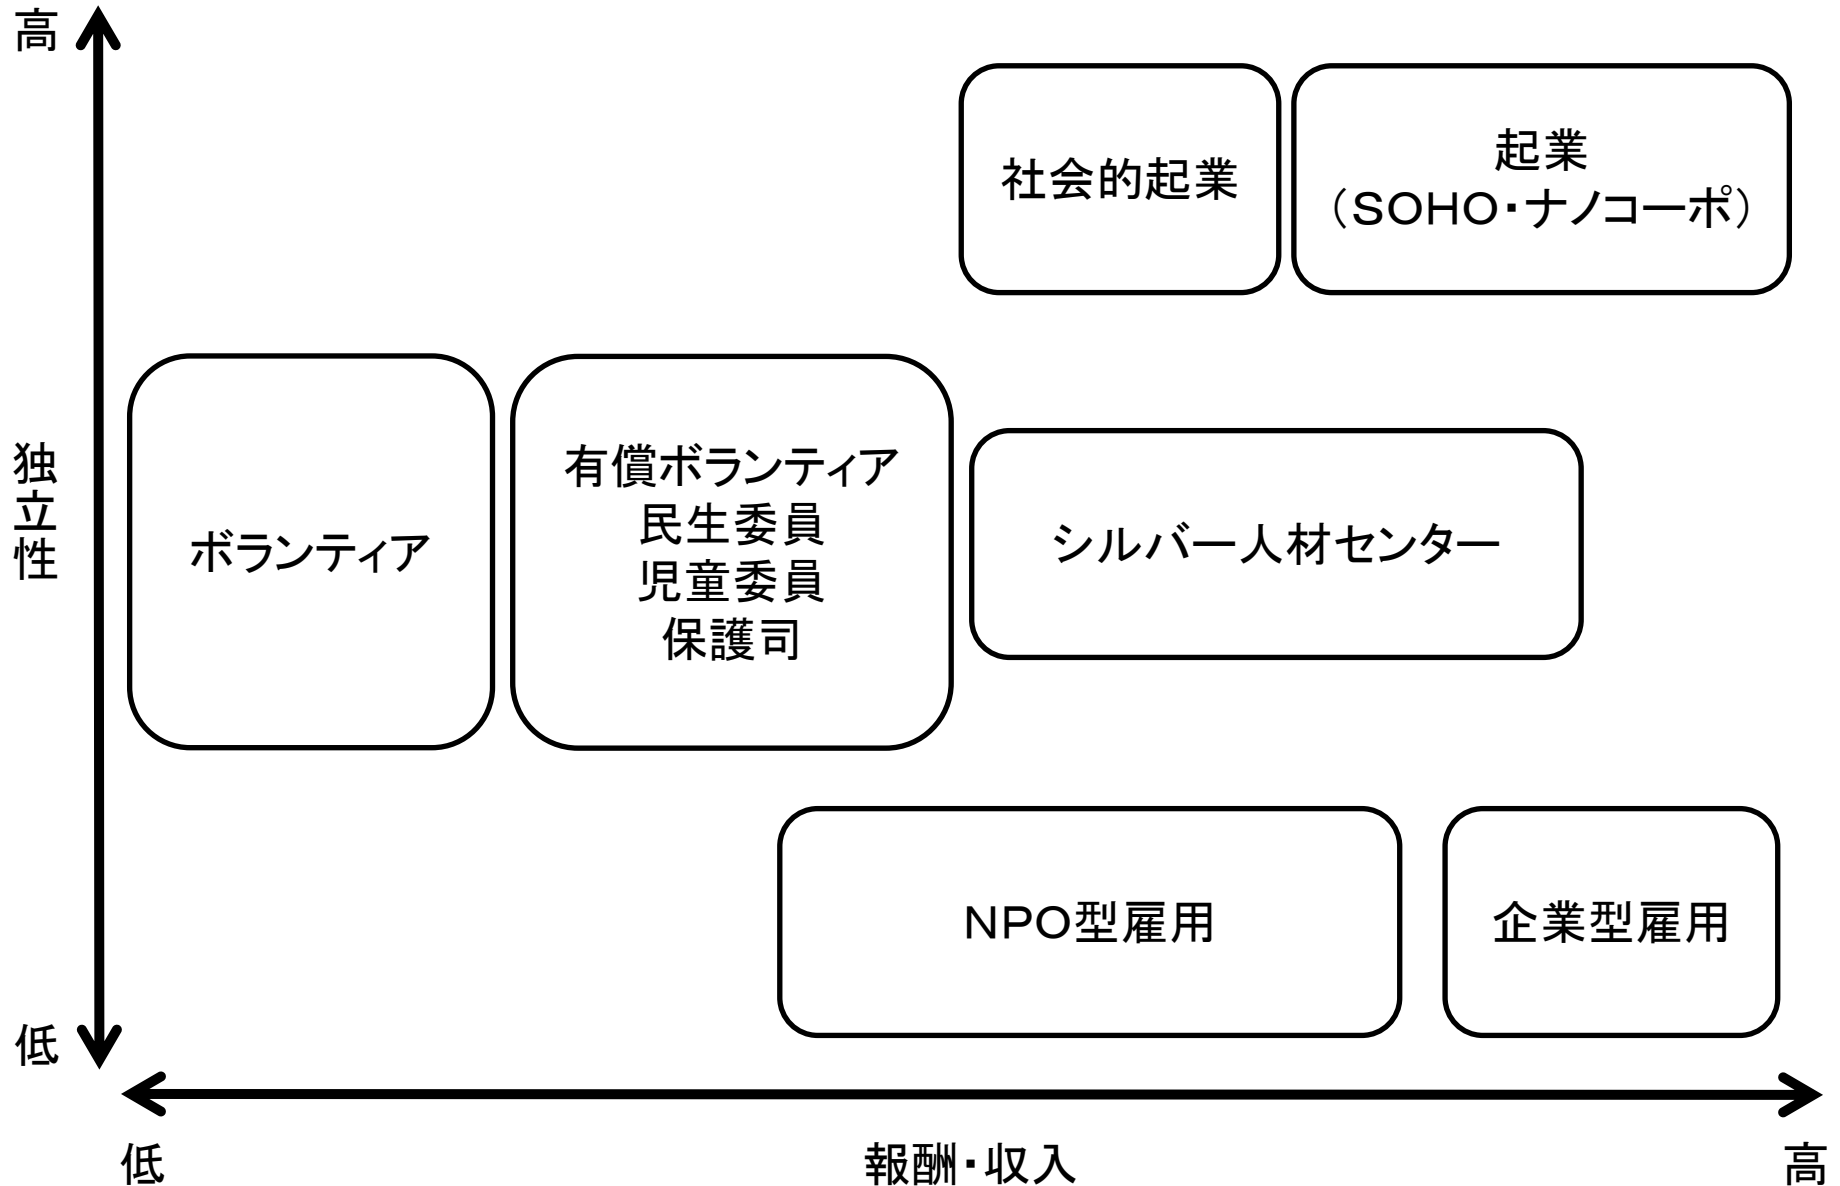 高
社会的起業
起業
（SOHO・ナノコーポ）
独立性
ボランティア
有償ボランティア
民生委員
児童委員
保護司
シルバー人材センター
NPO型雇用
企業型雇用
低
低
報酬・収入
高